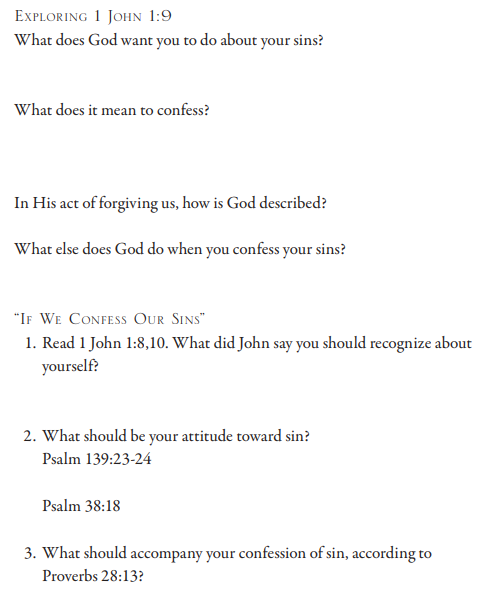 Exploring 1 John 1:9
What does God want you to do about your sins?
What does it mean to confess?
In His act of forgiving us, how is God described?
What else does God do when you confess your sins?
"If We Confess Our Sins"
1. Read 1 John 1:8,10. What did John say you should recognize about
yourself?
2. What should be your attitude toward sin?
Psalm 139:23-24
Psalm 38:18
3. What should accompany your confession of sin, according to
Proverbs 28:13?